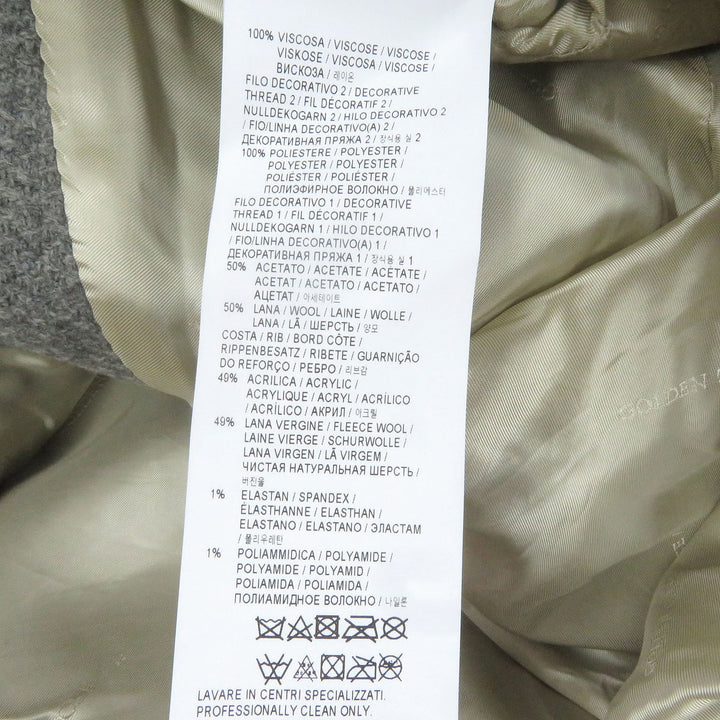 100% VISCOSA / VISCOSE / VISCOSE /
VISKOSE / VISCOSA / VISCOSE /
ВИСКОЗА / 레이온
FILO DECORATIVO 2 / DECORATIVE
THREAD 2 / FIL DÉCORATIF 2 /
NULLDEKOGARN 2 / HILO DECORATIVO 2
/ FIO/LINHA DECORATIVO(A) 2 /
ДЕКОРАТИВНАЯ ПРЯЖА 2 / 장식용 실 2
100% POLIESTERE / POLYESTER /
POLYESTER / POLYESTER /
POLIÉSTER / POLIÉSTER /
ПОЛИЭФИРНОЕ ВОЛОКНО / 폴리에스터
FILO DECORATIVO 1 / DECORATIVE
THREAD 1 / FIL DÉCORATIF 1 /
NULLDEKOGARN 1 / HILO DECORATIVO 1
/ FIO/LINHA DECORATIVO(A) 1 /
ДЕКОРАТИВНАЯ ПРЯЖА 1 / 장식용 실 1
50% ACETATO / ACETATE / ACÉTATE /
ACETAT / ACETATO / ACETATO /
АЦЕТАТ / 아세테이트
50% LANA / WOOL / LAINE / WOLLE /
LANA / LÃ / ШЕРСТЬ / 양모
COSTA / RIB / BORD CÔTE /
RIPPENBESATZ / RIBETE / GUARNIÇÃO
DO REFORÇO / РЕБРО / 리브감
49% ACRILICA / ACRYLIC /
ACRYLIQUE / ACRYL / ACRÍLICO
/ ACRÍLICO / АКРИЛ / 아크릴
49% LANA VERGINE / FLEECE WOOL /
LAINE VIERGE / SCHURWOLLE /
LANA VIRGEN / LÃ VIRGEM /
ЧИСТАЯ НАТУРАЛЬНАЯ ШЕРСТЬ /
버진울
1% ELASTAN / SPANDEX /
ÉLASTHANNE / ELASTHAN /
ELASTANO / ELASTANO / ЭЛАСТАМ
/ 폴리우레탄
1% POLIAMMIDICA / POLYAMIDE /
POLYAMIDE / POLYAMID /
POLIAMIDA / POLIAMIDA /
ПОЛИАМИДНОЕ ВОЛОКНО / 나일론
LAVARE IN CENTRI SPECIALIZZATI.
PROFESSIONALLY CLEAN ONLY.
GOLDEN